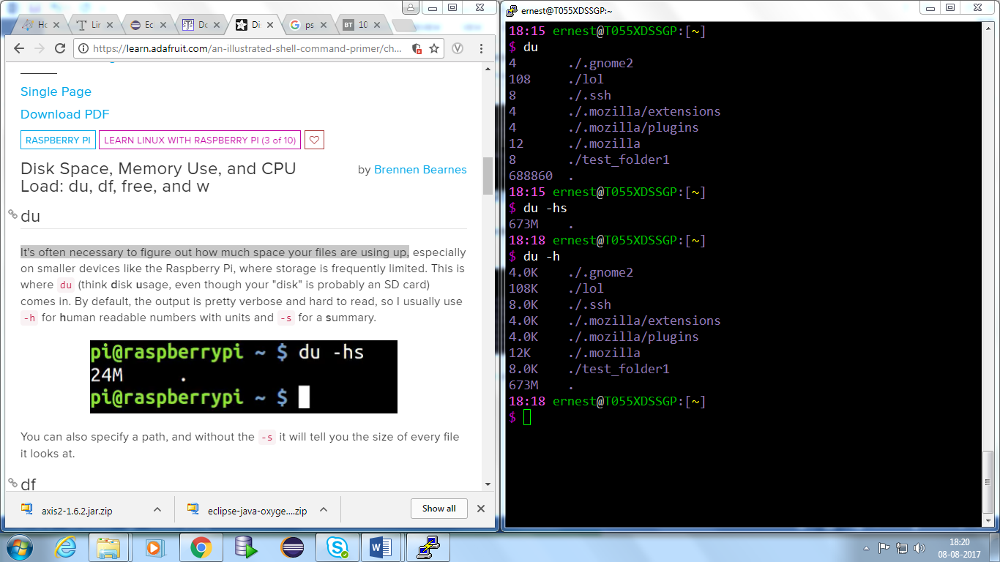 Ho
Lir
Ec
Do
Di
ps
BT 10
https://learn.adafruit.com/an-illustrated-shell-command-primer/ch...
Single Page
Download PDF
RASPBERRY PI
LEARN LINUX WITH RASPBERRY PI (3 of 10)
Disk Space, Memory Use, and CPU
Load: du, df, free, and w
by Brennen Bearnes
du
It's often necessary to figure out how much space your files are using up, especially
on smaller devices like the Raspberry Pi, where storage is frequently limited. This is
where du (think disk usage, even though your "disk" is probably an SD card)
comes in. By default, the output is pretty verbose and hard to read, so I usually use
-h for human readable numbers with units and -s for a summary.
pi@raspberrypi ~ $ du -hs
24M .
pi@raspberrypi ~ $
You can also specify a path, and without the -s it will tell you the size of every file
it looks at.
df
axis2-1.6.2.jar.zip
eclipse-java-oxyge....zip
Show all
ernest@T055XDSSGP:~
18:15 ernest@T055XDSSGP:[~]
$ du
4 ./.gnome2
108 ./lol
8 ./.ssh
4 ./.mozilla/extensions
4 ./.mozilla/plugins
12 ./.mozilla
8 ./test_folder1
688860 .
18:15 ernest@T055XDSSGP:[~]
$ du -hs
673M .
18:18 ernest@T055XDSSGP:[~]
$ du -h
4.0K ./.gnome2
108K ./lol
8.0K ./.ssh
4.0K ./.mozilla/extensions
4.0K ./.mozilla/plugins
12K ./.mozilla
8.0K ./test_folder1
673M .
18:18 ernest@T055XDSSGP:[~]
$
18:20
08-08-2017